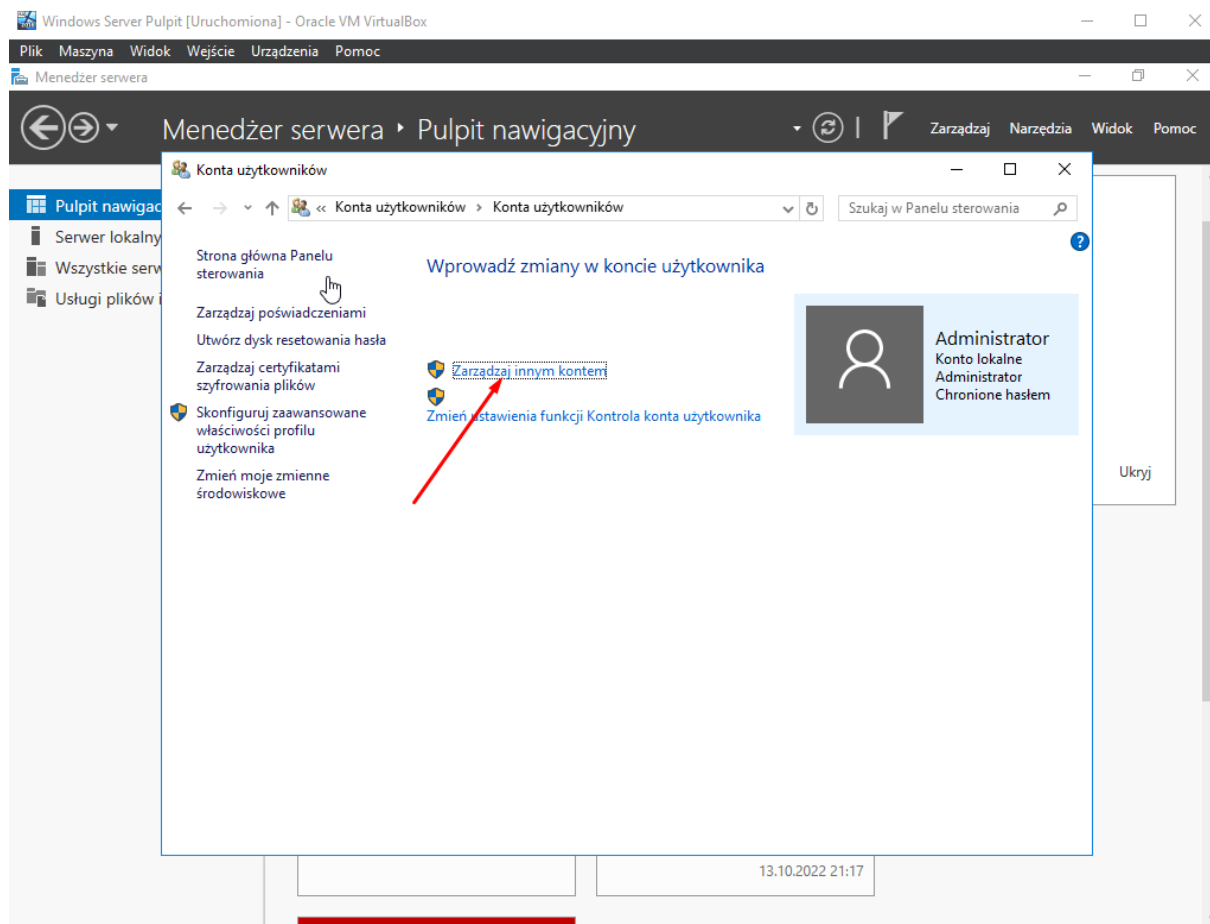 Windows Server Pulpit [Uruchomiona] - Oracle VM VirtualBox
Plik Maszyna Widok Wejście Urządzenia Pomoc
Menedżer serwera
Menedżer serwera Pulpit nawigacyjny
Zarządzaj Narzędzia Widok Pomoc
Pulpit nawigac
Serwer lokalny
Wszystkie serw
Usługi plików i
Konta użytkowników
« Konta użytkowników > Konta użytkowników
Szukaj w Panelu sterowania
Strona główna Panelu
sterowania
Zarządzaj poświadczeniami
Utwórz dysk resetowania hasła
Zarządzaj certyfikatami
szyfrowania plików
Skonfiguruj zaawansowane
właściwości profilu
użytkownika
Zmień moje zmienne
środowiskowe
Wprowadź zmiany w koncie użytkownika
Zarządzaj innym kontem
Zmień ustawienia funkcji Kontrola konta użytkownika
Administrator
Konto lokalne
Administrator
Chronione hasłem
Ukryj
13.10.2022 21:17